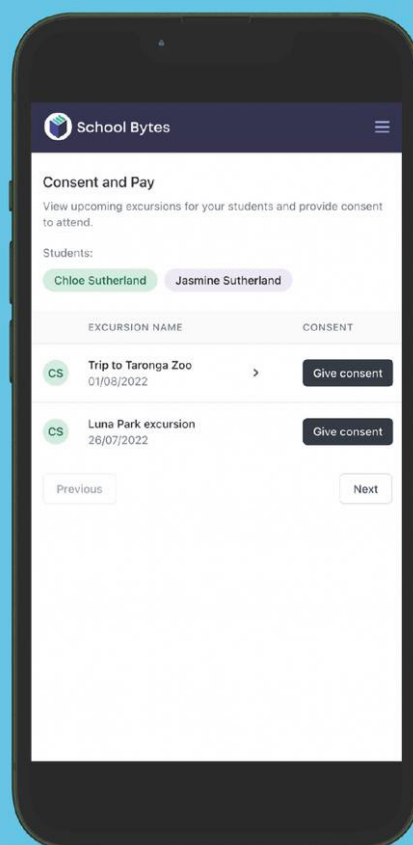 School Bytes
Consent and Pay
View upcoming excursions for your students and provide consent
to attend.
Students:
Chloe Sutherland Jasmine Sutherland
EXCURSION NAME CONSENT
CS Trip to Taronga Zoo > Give consent
01/08/2022
CS Luna Park excursion Give consent
26/07/2022
Previous Next